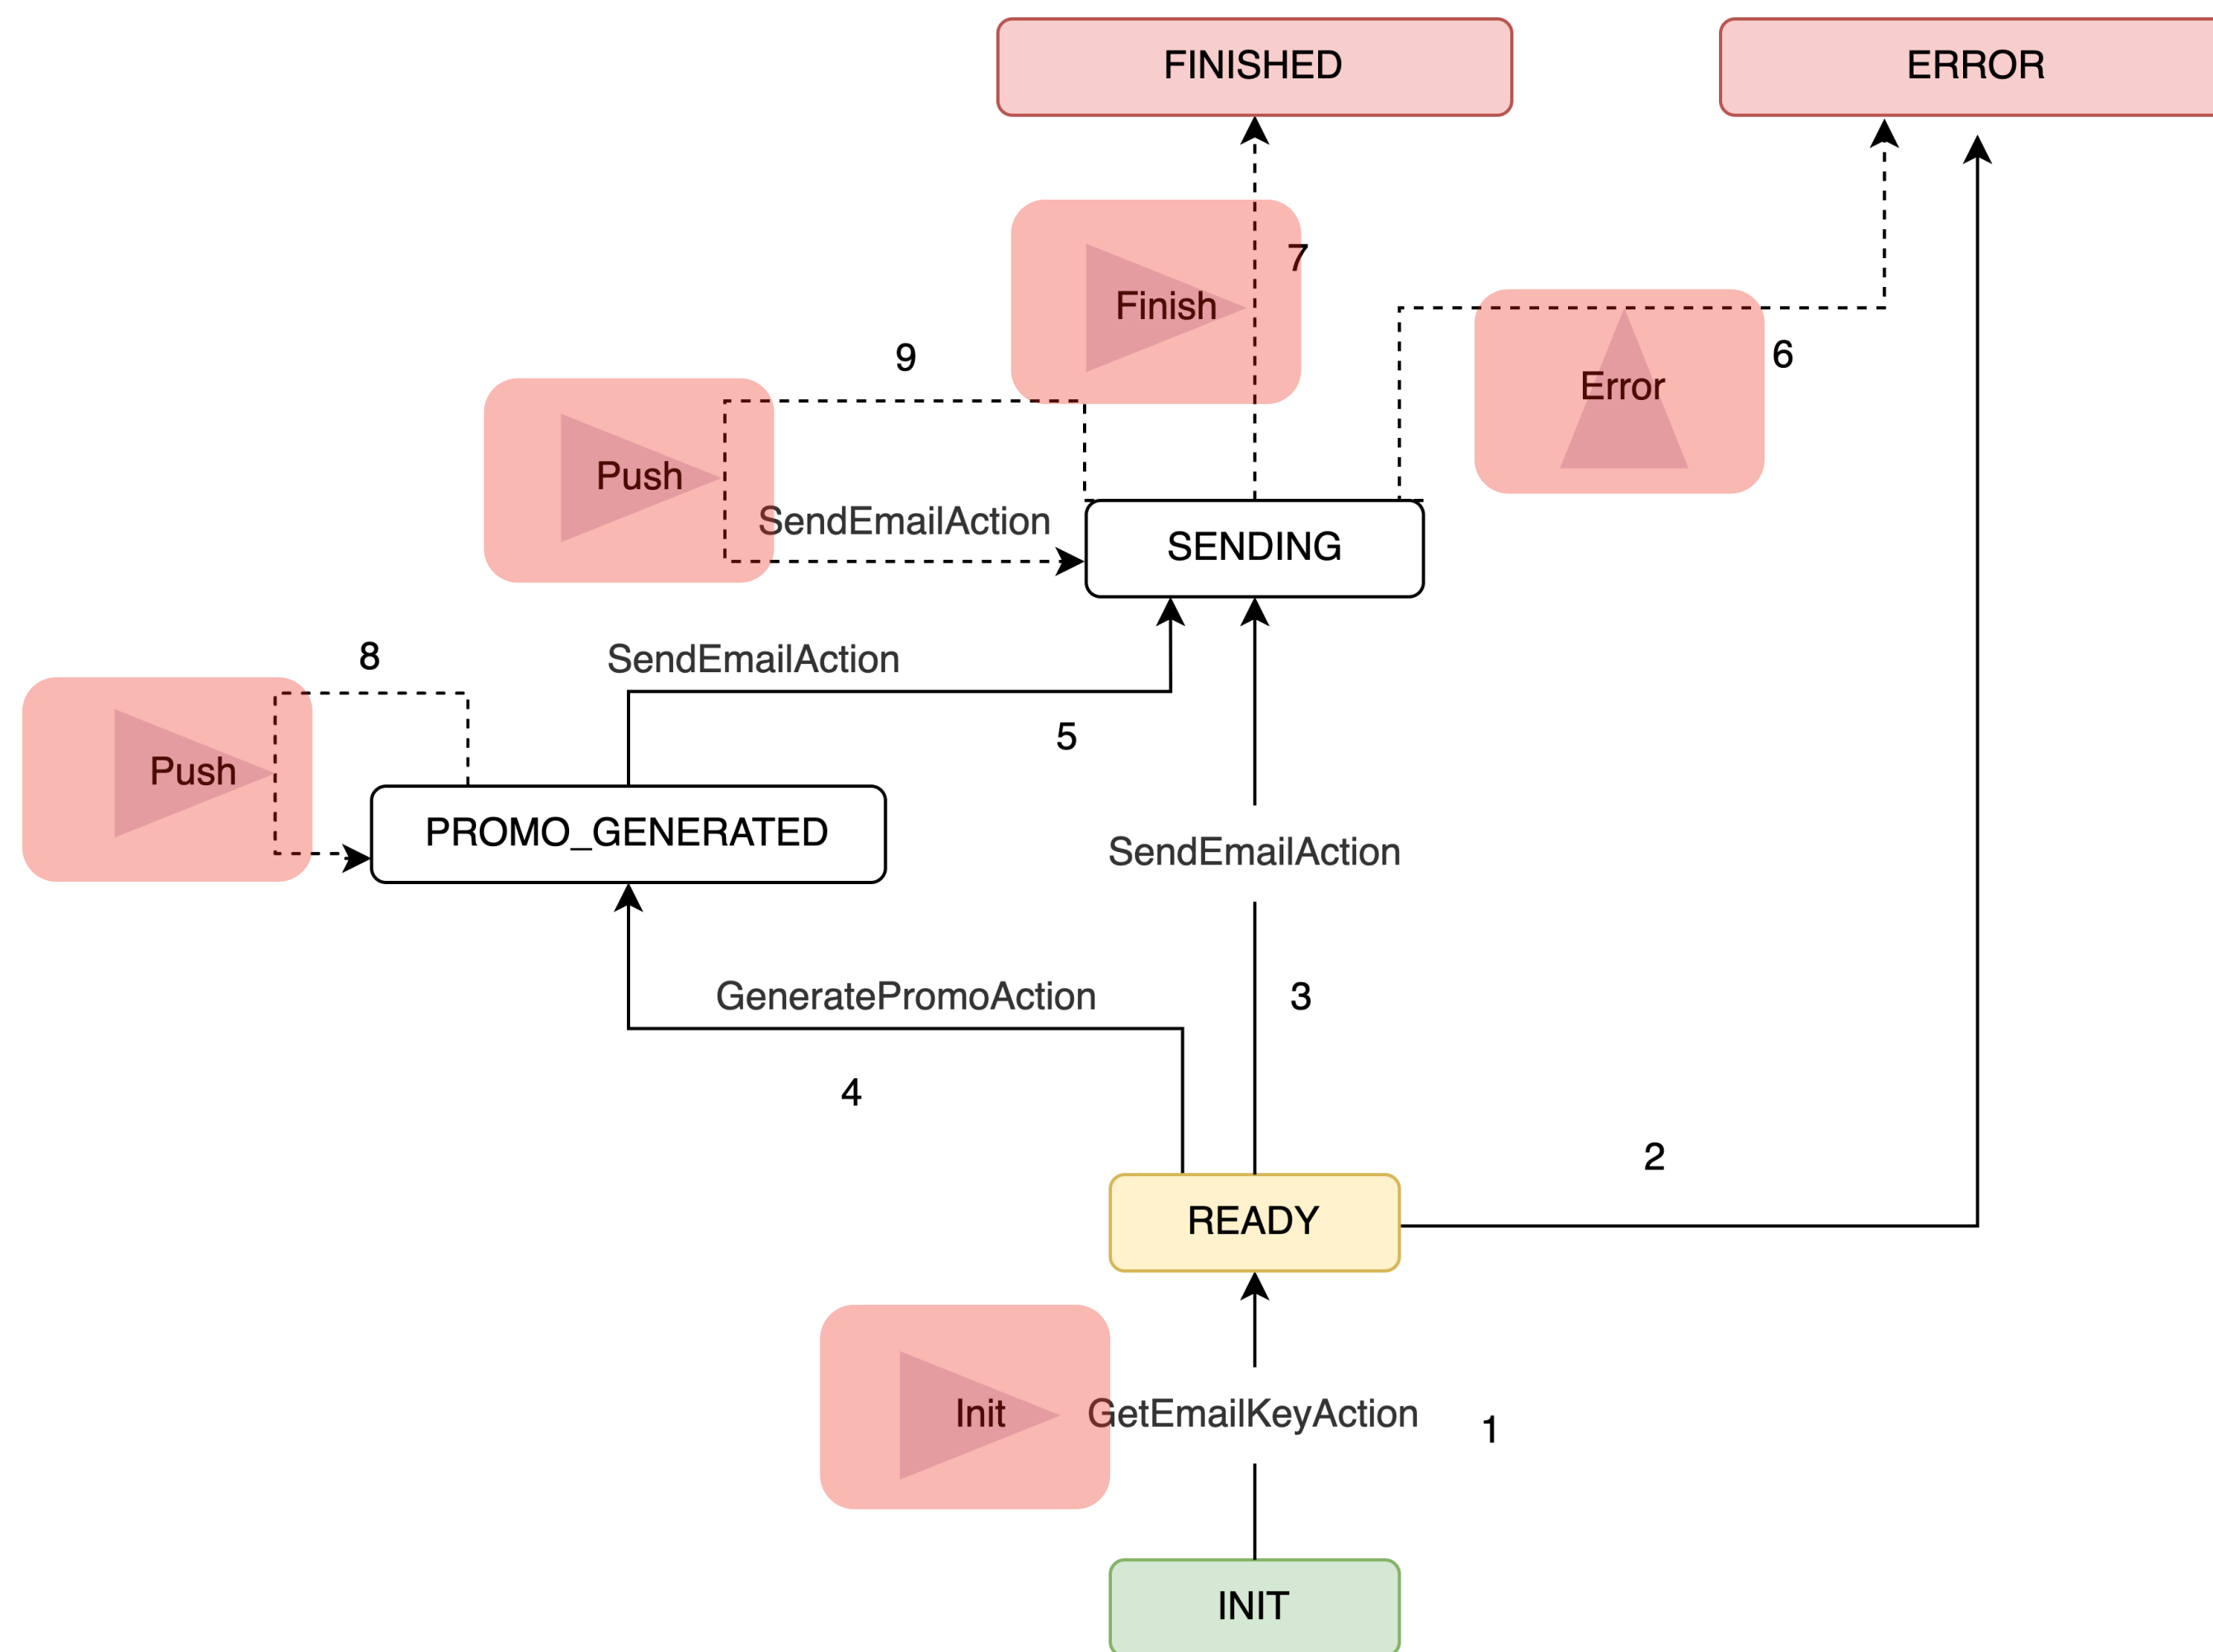 FINISHED
ERROR
7
Finish
9
6
Error
Push
SendEmailAction
SENDING
8
SendEmailAction
5
Push
PROMO_GENERATED
SendEmailAction
GeneratePromoAction
3
4
2
READY
Init
GetEmailKeyAction
1
INIT